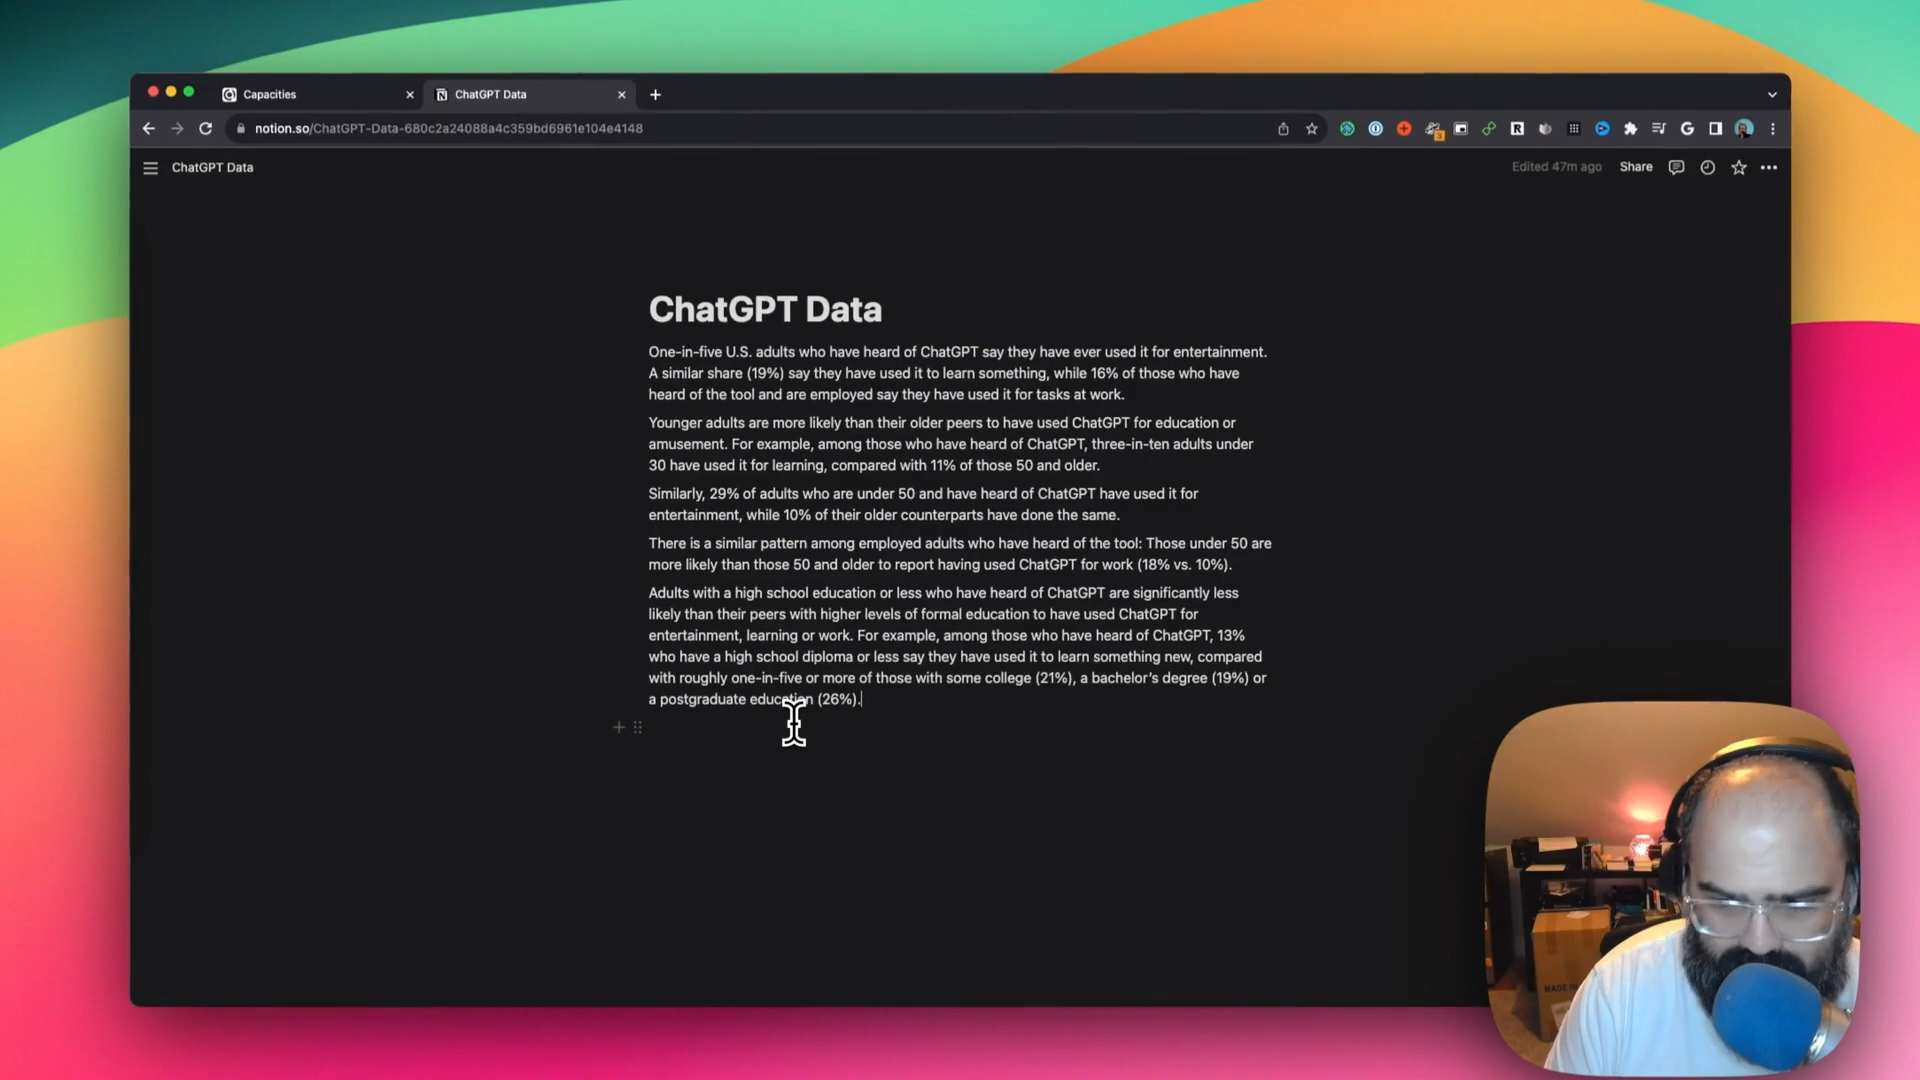 Capacities
ChatGPT Data
notion.so/ChatGPT-Data-680c2a24088a4c359bd6961e104e4148
ChatGPT Data
Edited 47m ago
Share
ChatGPT Data
One-in-five U.S. adults who have heard of ChatGPT say they have ever used it for entertainment.
A similar share (19%) say they have used it to learn something, while 16% of those who have
heard of the tool and are employed say they have used it for tasks at work.
Younger adults are more likely than their older peers to have used ChatGPT for education or
amusement. For example, among those who have heard of ChatGPT, three-in-ten adults under
30 have used it for learning, compared with 11% of those 50 and older.
Similarly, 29% of adults who are under 50 and have heard of ChatGPT have used it for
entertainment, while 10% of their older counterparts have done the same.
There is a similar pattern among employed adults who have heard of the tool: Those under 50 are
more likely than those 50 and older to report having used ChatGPT for work (18% vs. 10%).
Adults with a high school education or less who have heard of ChatGPT are significantly less
likely than their peers with higher levels of formal education to have used ChatGPT for
entertainment, learning or work. For example, among those who have heard of ChatGPT, 13%
who have a high school diploma or less say they have used it to learn something new, compared
with roughly one-in-five or more of those with some college (21%), a bachelor's degree (19%) or
a postgraduate education (26%).
MADE IN